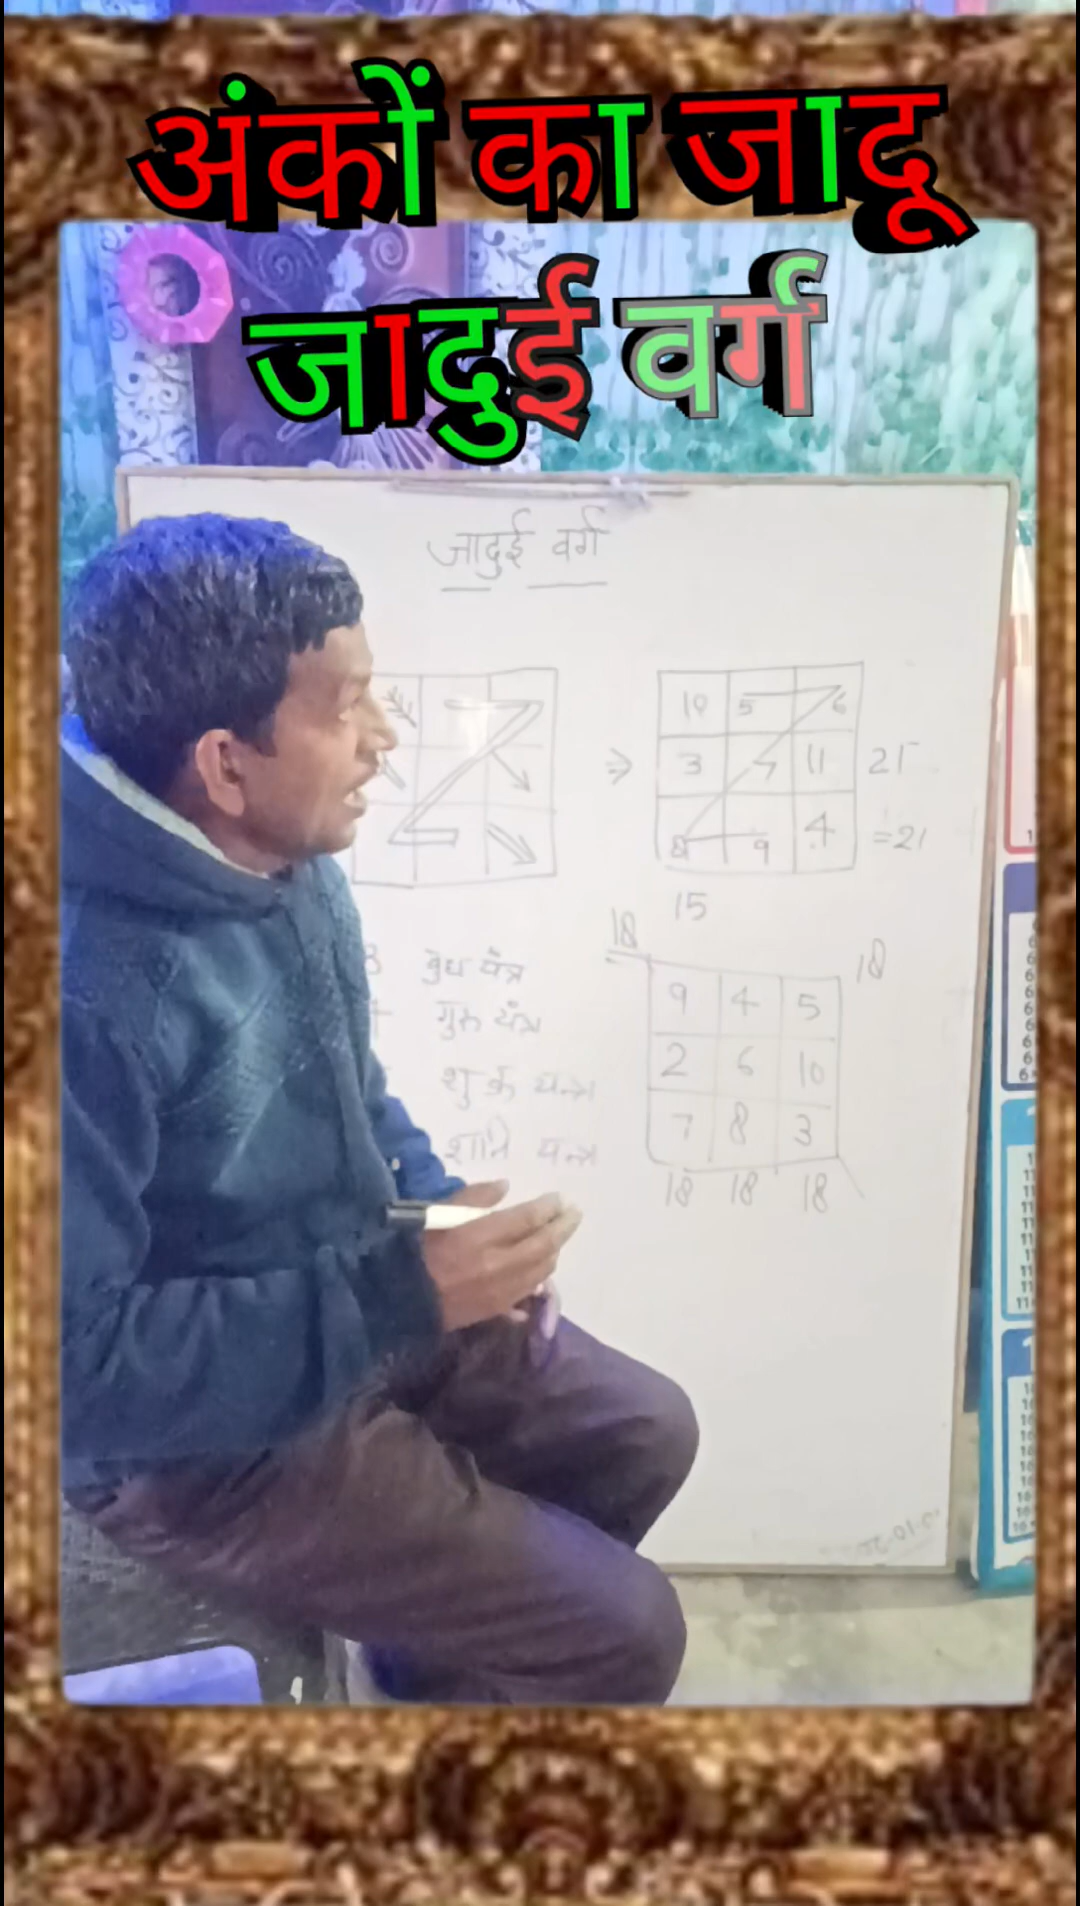 अंकों का जादू
जादुई वर्ग
जादुई वर्ग
10 5 6
3 7 11 21
8 9 4 =21
15
18 18
9 4 5
2 6 10
7 8 3
18 18 18
बुध यंत्र
गुरु यंत्र
शुक्र यन्त्र
शनि यन्त्र